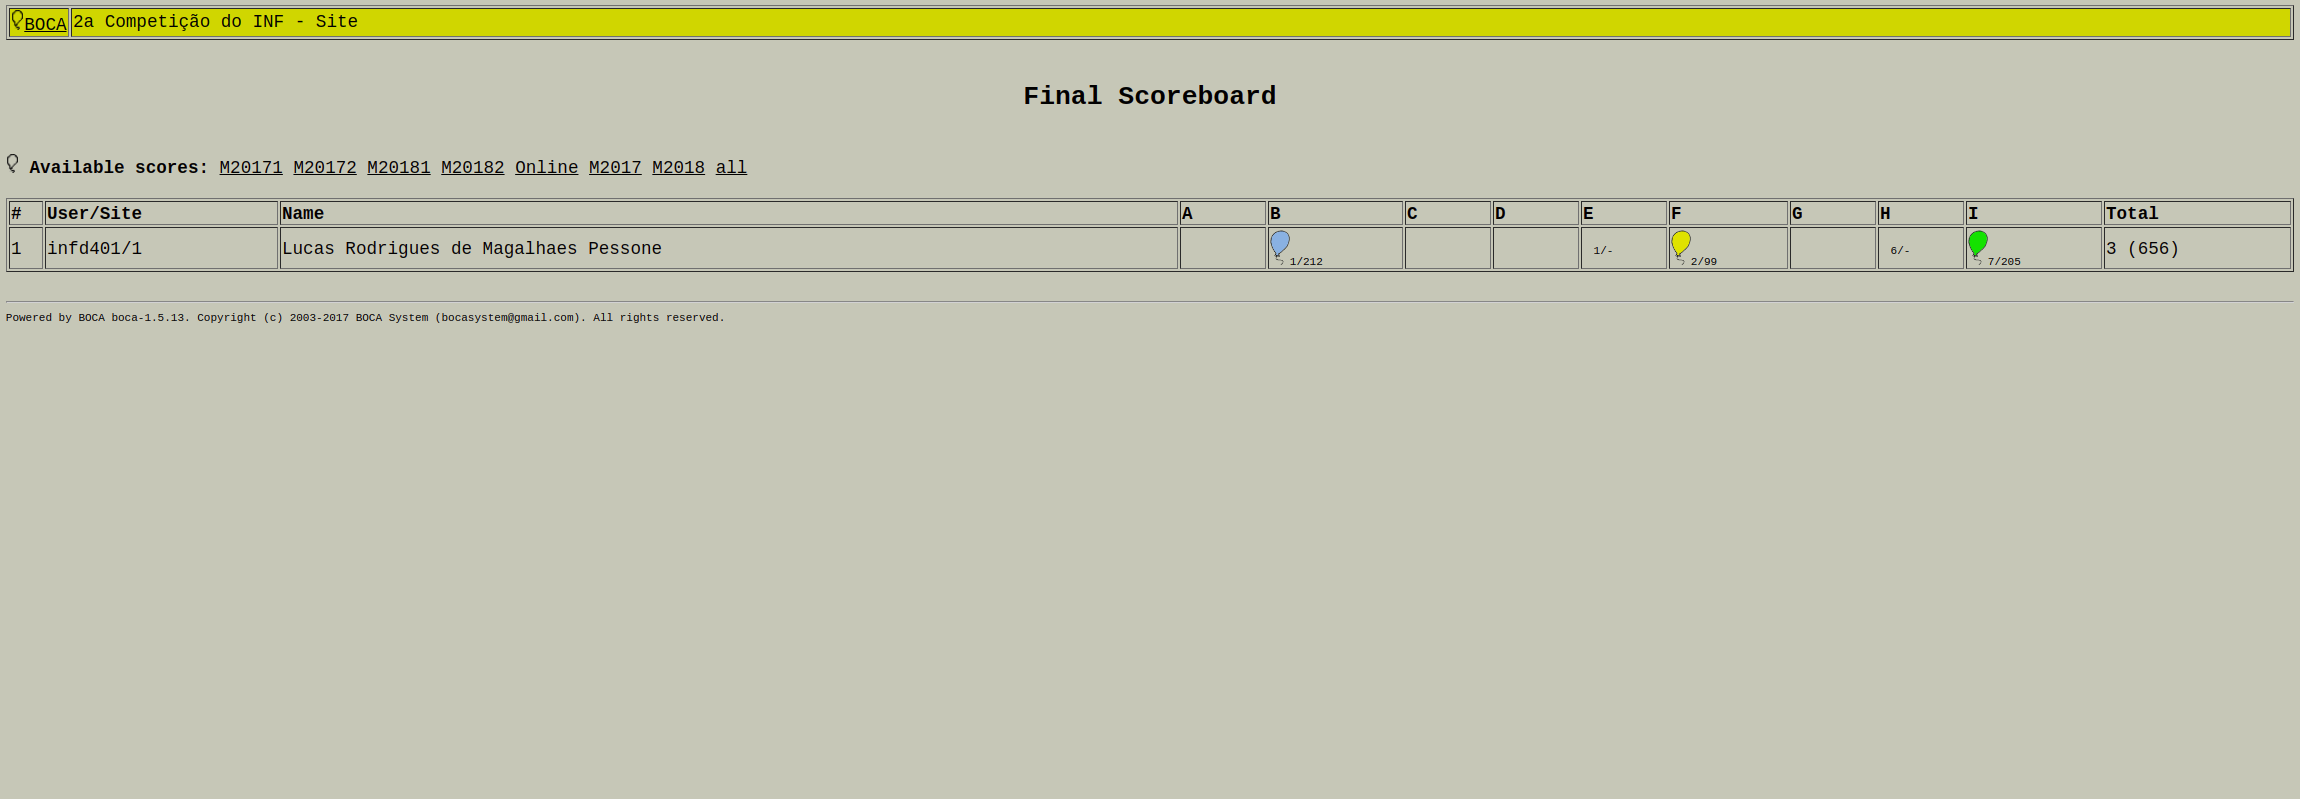 BOCA 2a Competição do INF - Site
Final Scoreboard
Available scores: M20171 M20172 M20181 M20182 Online M2017 M2018 all
# User/Site Name A B C D E F G H I Total
1 infd401/1 Lucas Rodrigues de Magalhaes Pessone 1/212 1/- 2/99 6/- 7/205 3 (656)
Powered by BOCA boca-1.5.13. Copyright (c) 2003-2017 BOCA System (bocasystem@gmail.com). All rights reserved.